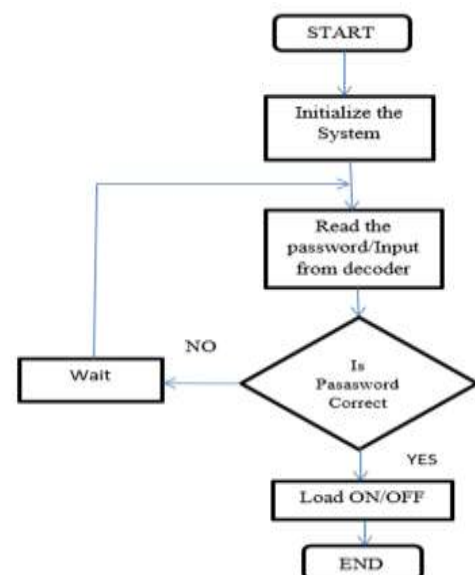 START
Initialize the
System
Read the
password/Input
from decoder
NO
Wait
Is
Pasasword
Correct
YES
Load ON/OFF
END